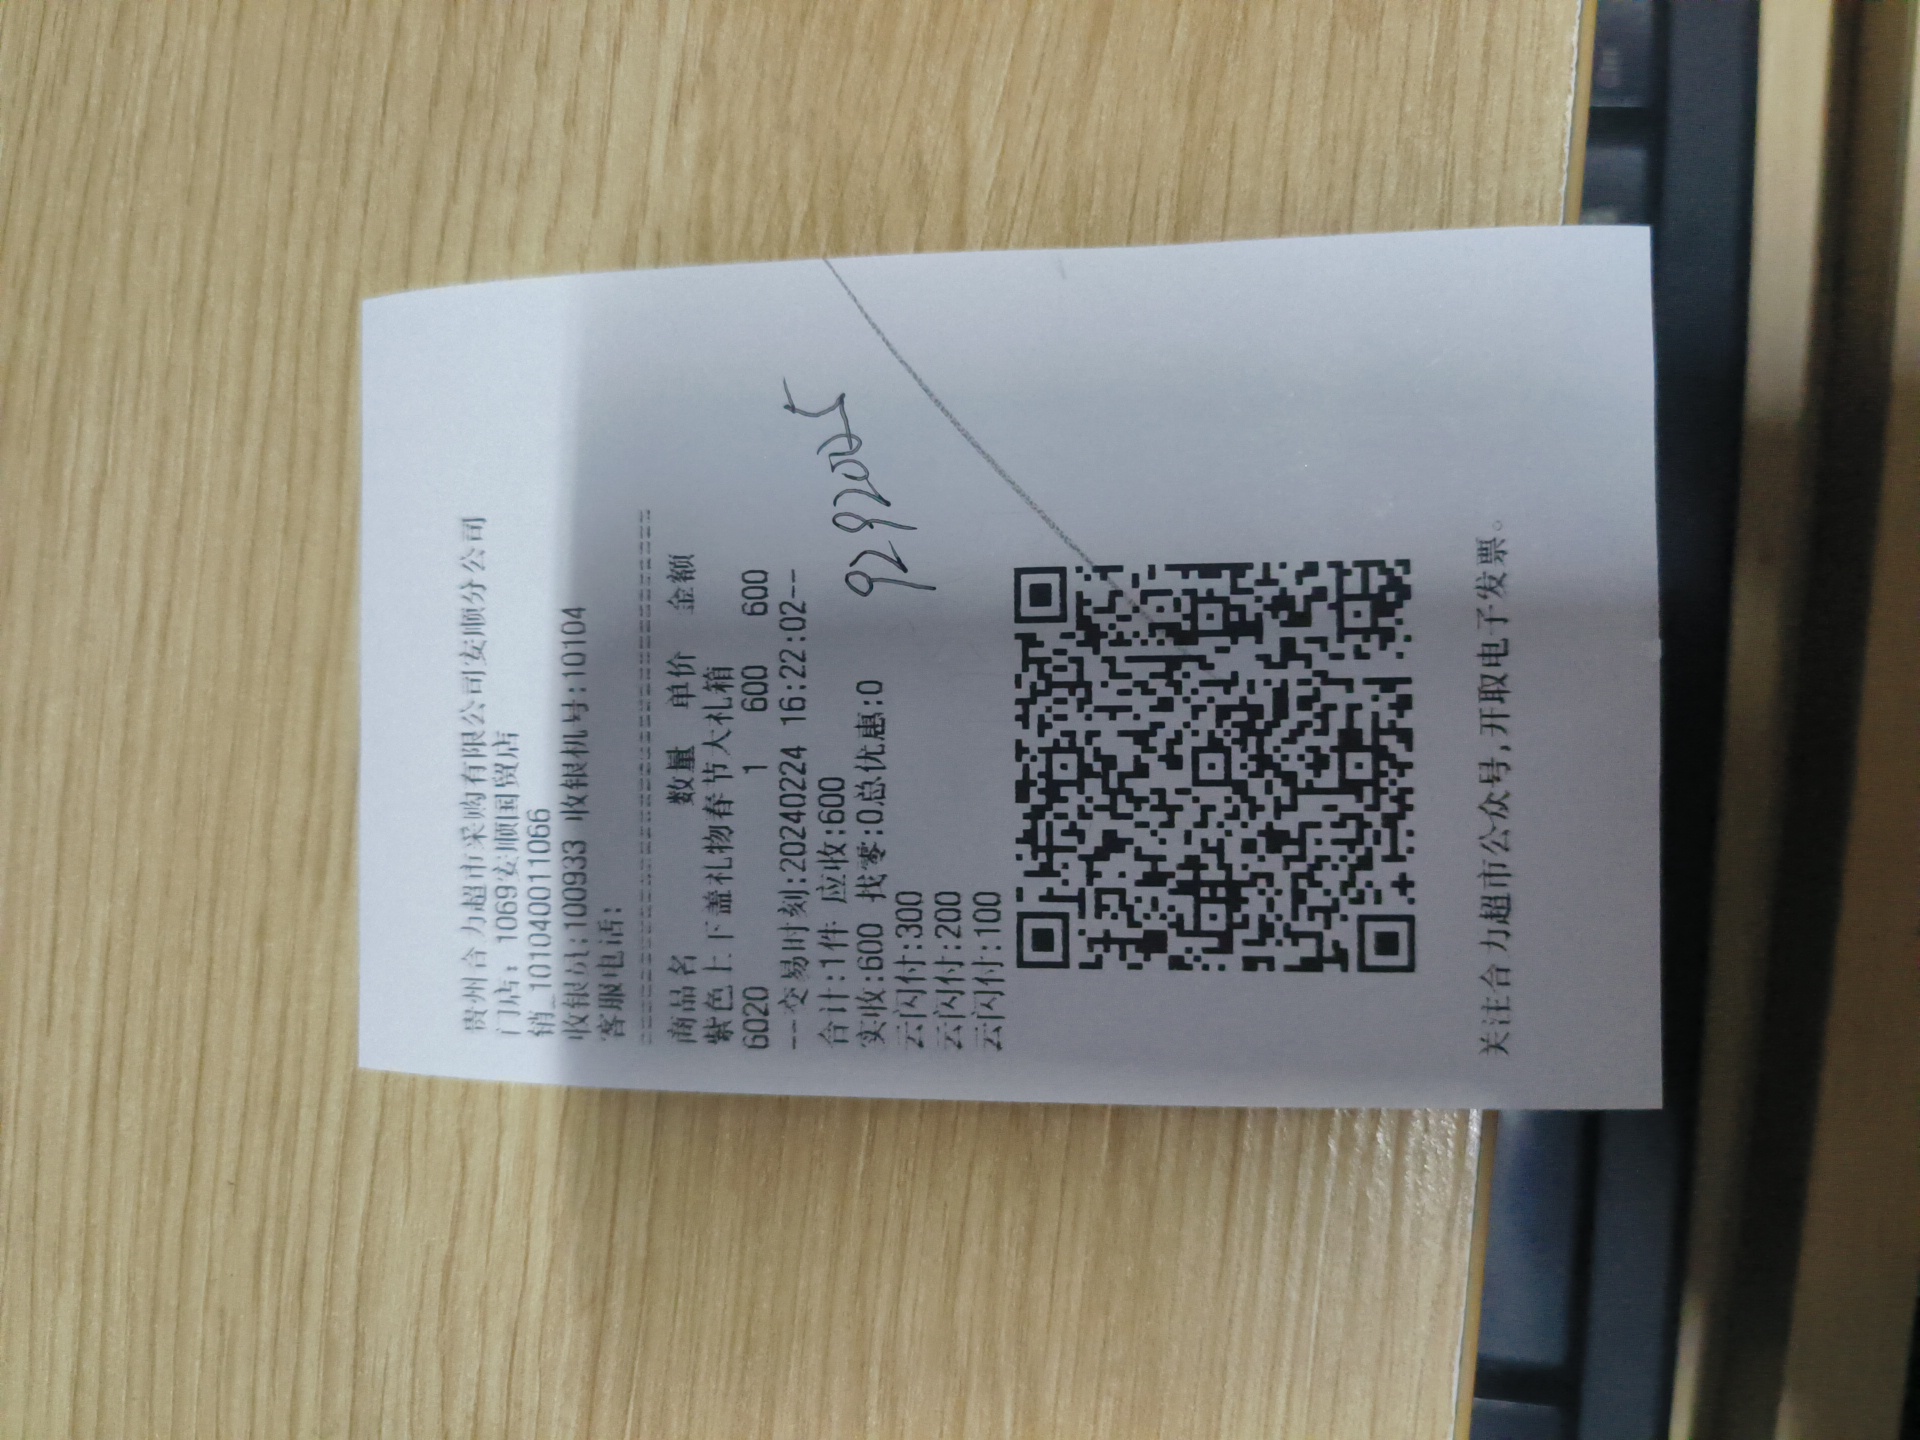 贵州合力超市采购有限公司安顺分公司
门店: 1069安顺国贸店
销_1010400111066
收银员:100933 收银机号:10104
客服电话:
商品名 数量 单价 金额
紫色上下盖礼物春节大礼箱
6020 1 600 600
---交易时刻:20240224 16:22:02---
合计:1件 应收:600
实收:600 找零:0总优惠:0
云闪付:300
云闪付:200
云闪付:100
关注合力超市公众号,开取电子发票。